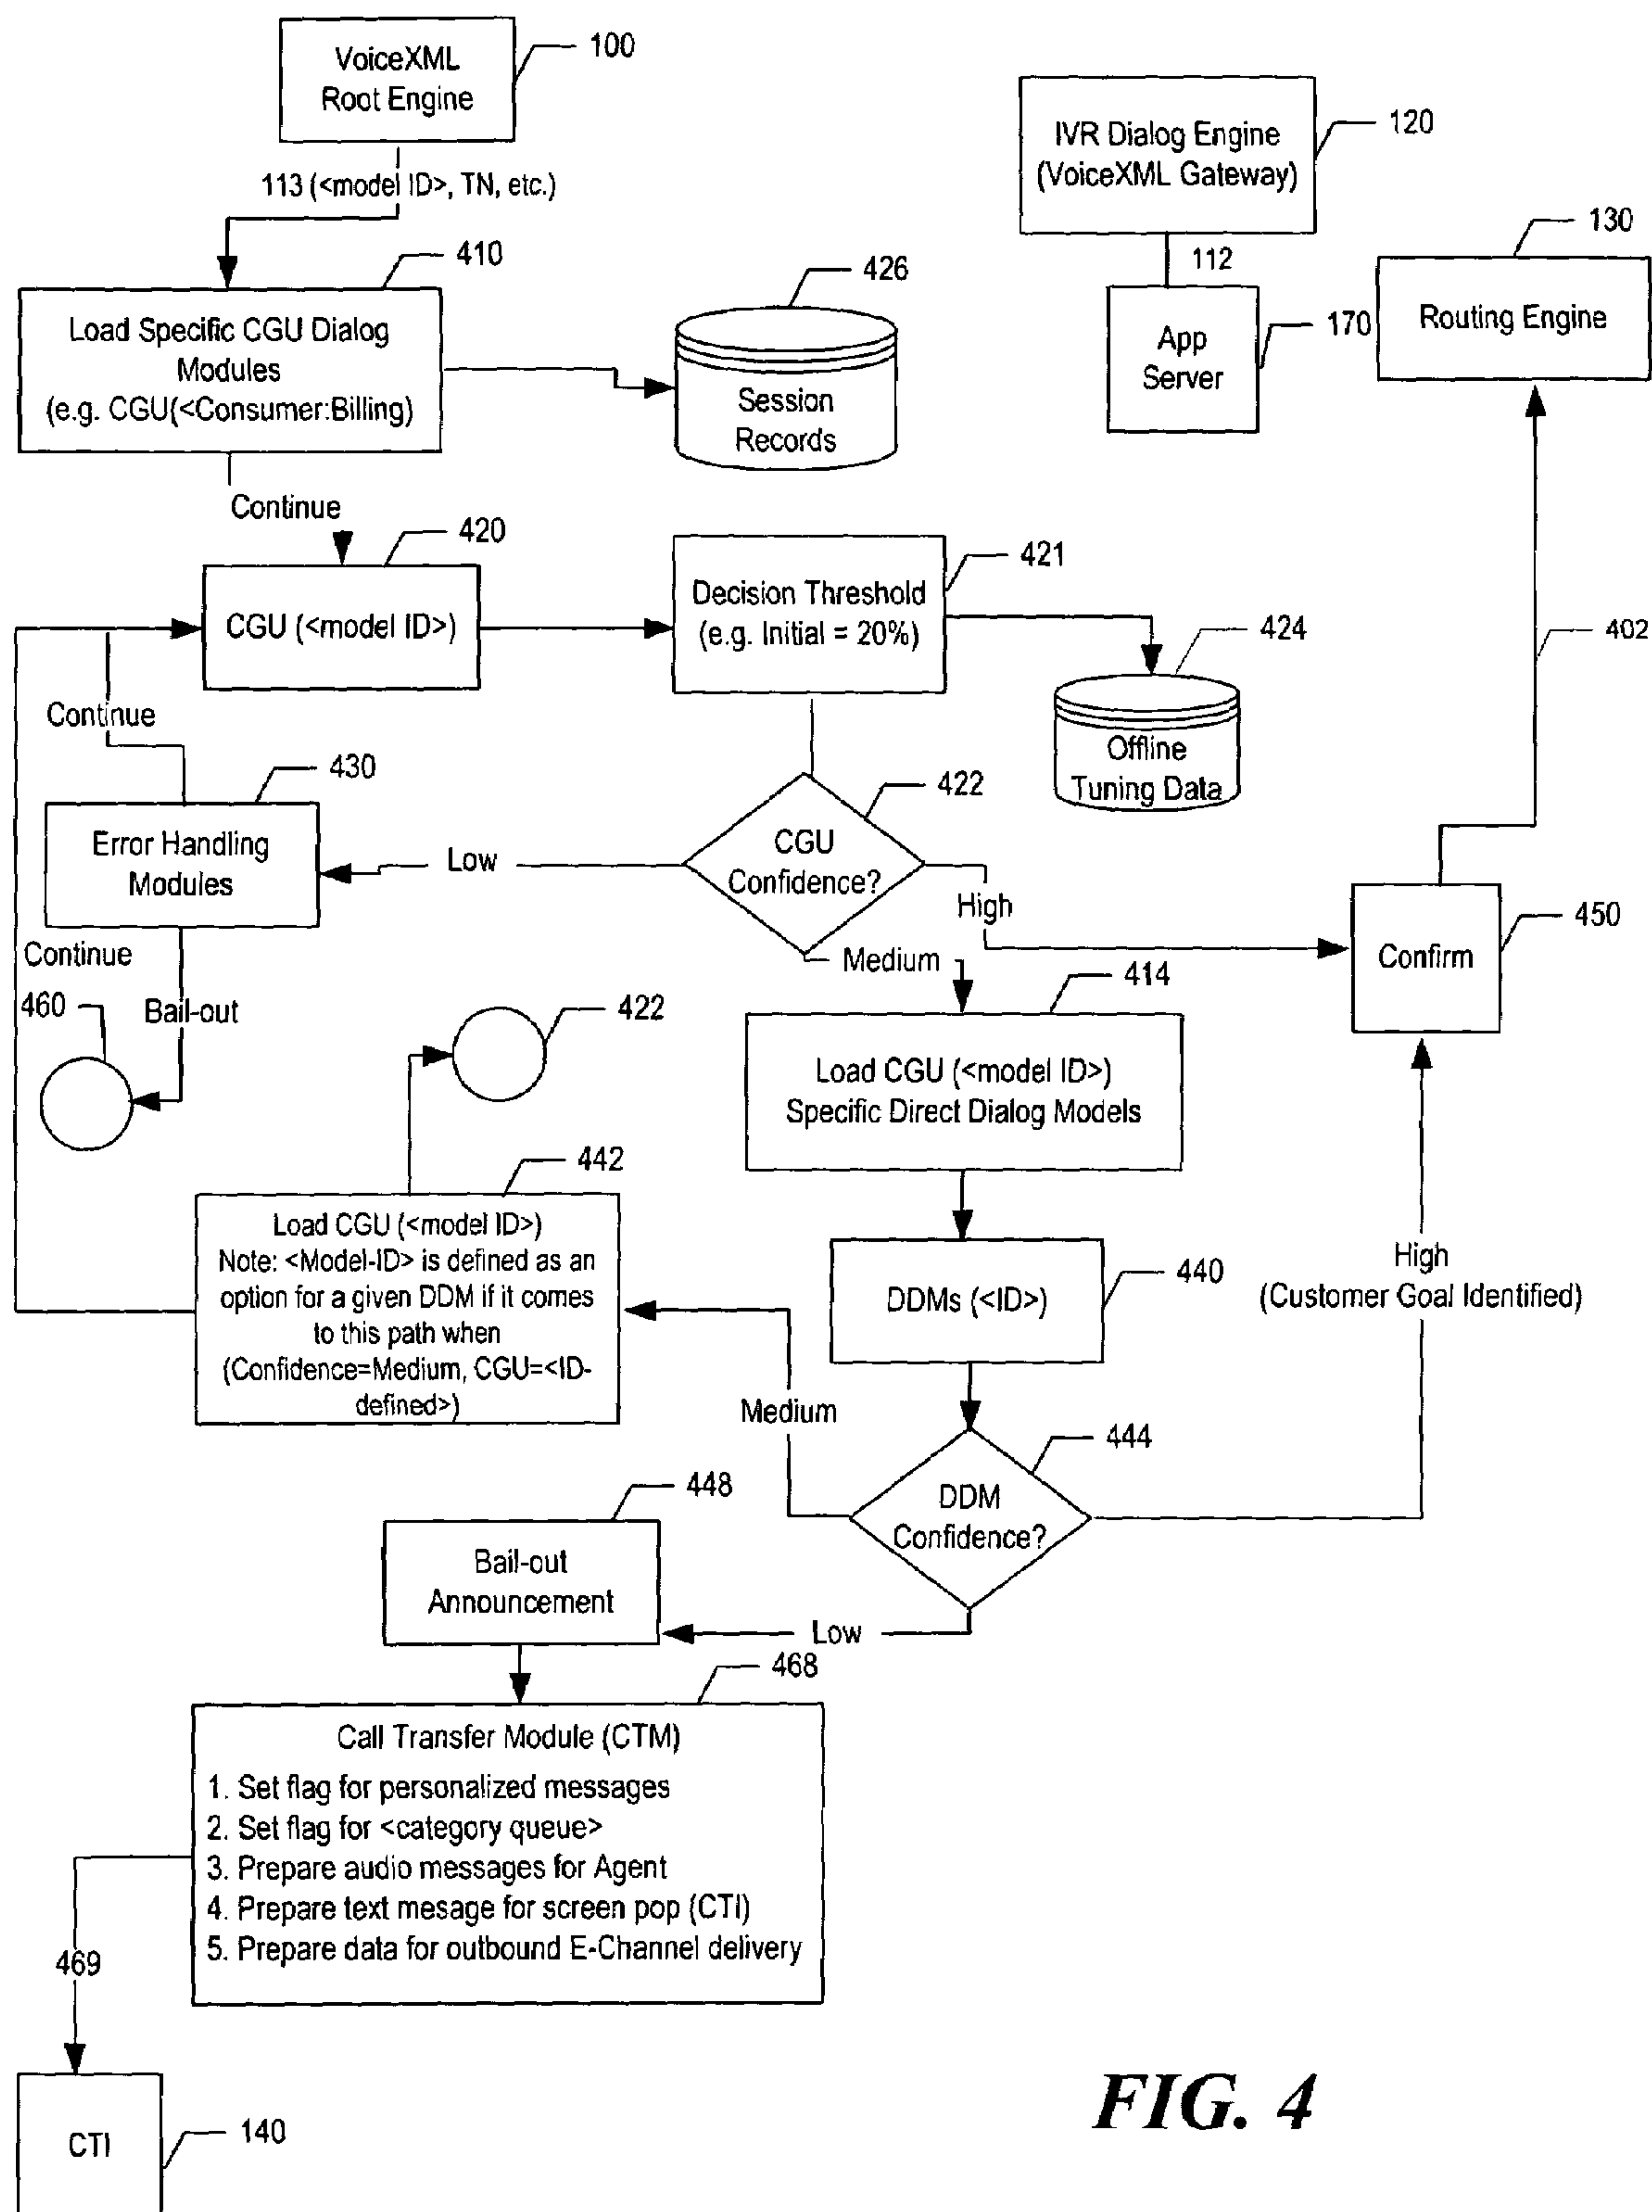 VoiceXML
Root Engine
100
113 (<model ID>, TN, etc.)
IVR Dialog Engine
(VoiceXML Gateway)
120
112
App
Server
170
130
Routing Engine
410
Load Specific CGU Dialog
Modules
(e.g. CGU(<Consumer:Billing)
426
Session
Records
Continue
420
CGU (<model ID>)
421
Decision Threshold
(e.g. Initial = 20%)
424
Offline
Tuning Data
402
Continue
430
Error Handling
Modules
Low
422
CGU
Confidence?
High
Medium
450
Confirm
Continue
460
Bail-out
422
414
Load CGU (<model ID>)
Specific Direct Dialog Models
442
Load CGU (<model ID>)
Note: <Model-ID> is defined as an
option for a given DDM if it comes
to this path when
(Confidence=Medium, CGU=<ID-
defined>)
440
DDMs (<ID>)
High
(Customer Goal Identified)
Medium
444
DDM
Confidence?
448
Bail-out
Announcement
Low
468
Call Transfer Module (CTM)
1. Set flag for personalized messages
2. Set flag for <category queue>
3. Prepare audio messages for Agent
4. Prepare text mesage for screen pop (CTI)
5. Prepare data for outbound E-Channel delivery
469
CTI
140
FIG. 4